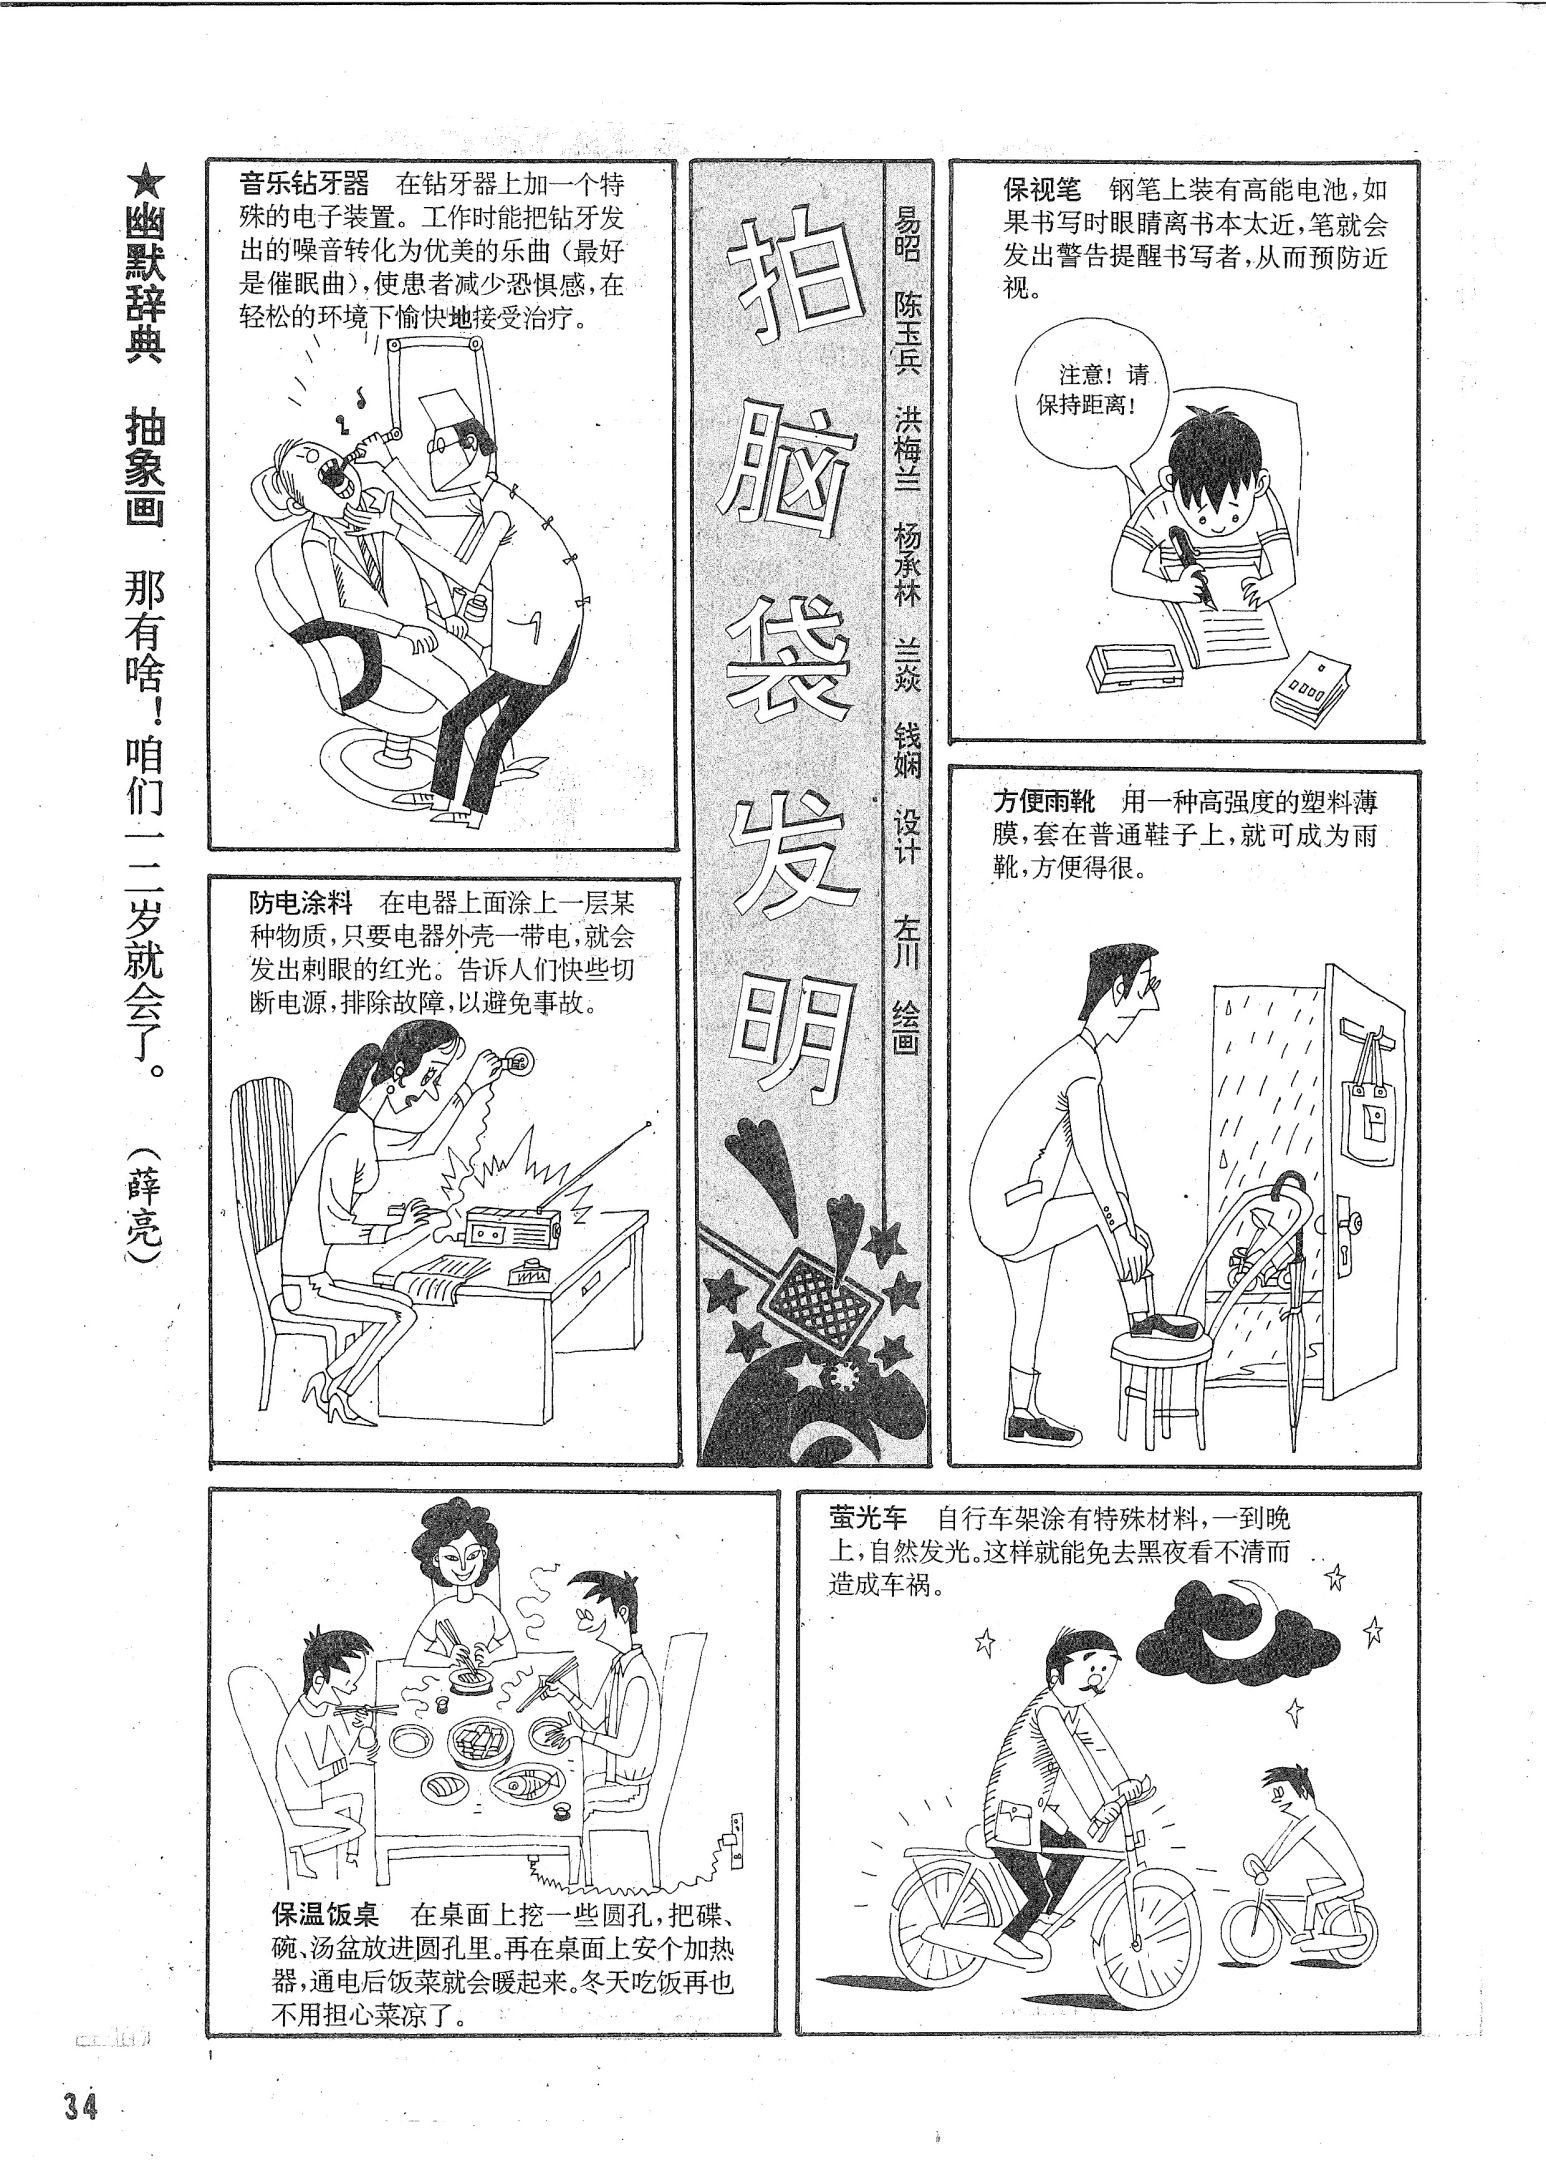 ★幽默辞典　抽象画　那有啥！咱们一二岁就会了。　（薛亮）
音乐钻牙器　在钻牙器上加一个特
殊的电子装置。工作时能把钻牙发
出的噪音转化为优美的乐曲（最好
是催眠曲），使患者减少恐惧感，在
轻松的环境下愉快地接受治疗。
拍脑袋发明
易昭　陈玉兵　洪梅兰　杨承林　兰焱　钱娴　设计　左川　绘画
保视笔　钢笔上装有高能电池，如
果书写时眼睛离书本太近，笔就会
发出警告提醒书写者，从而预防近
视。
注意！请
保持距离！
防电涂料　在电器上面涂上一层某
种物质，只要电器外壳一带电，就会
发出刺眼的红光。告诉人们快些切
断电源，排除故障，以避免事故。
方便雨靴　用一种高强度的塑料薄
膜，套在普通鞋子上，就可成为雨
靴，方便得很。
保温饭桌　在桌面上挖一些圆孔，把碟、
碗、汤盆放进圆孔里。再在桌面上安个加热
器，通电后饭菜就会暖起来。冬天吃饭再也
不用担心菜凉了。
萤光车　自行车架涂有特殊材料，一到晚
上，自然发光。这样就能免去黑夜看不清而
造成车祸。
34